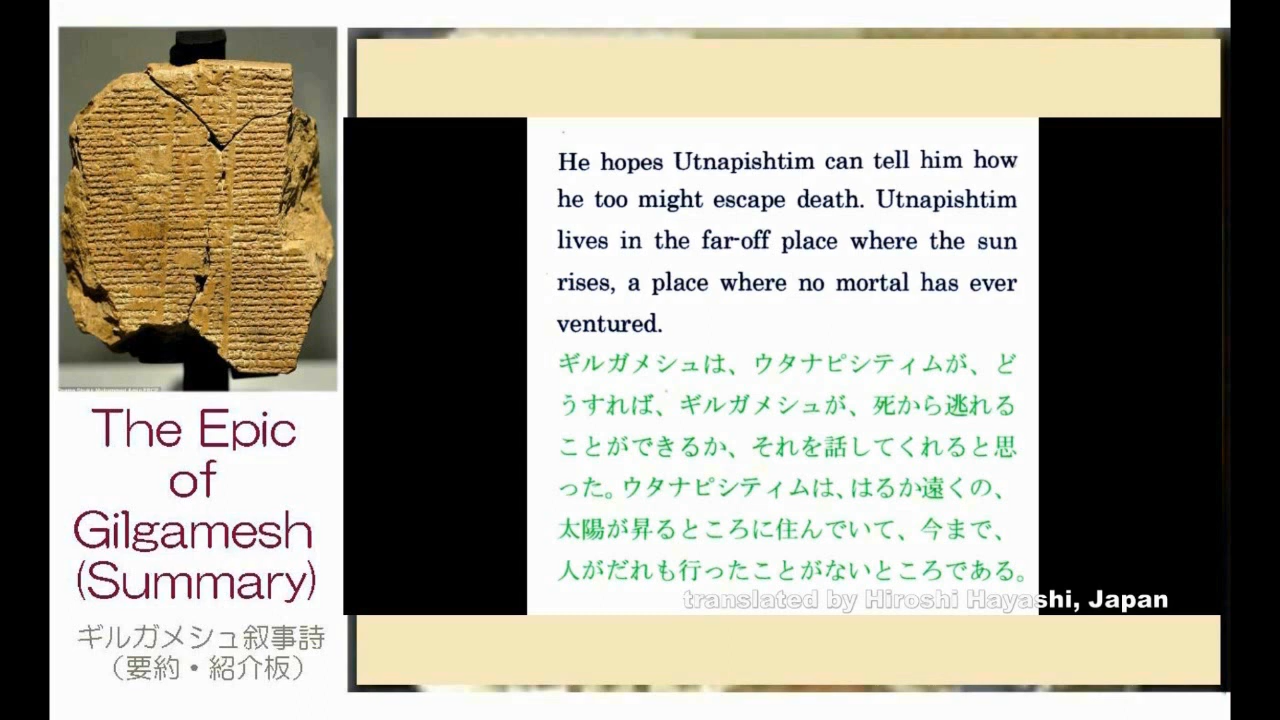 The Epic
of
Gilgamesh
(Summary)
ギルガメシュ叙事詩
（要約・紹介板）
He hopes Utnapishtim can tell him how
he too might escape death. Utnapishtim
lives in the far-off place where the sun
rises, a place where no mortal has ever
ventured.
ギルガメシュは、ウタナピシティムが、ど
うすれば、ギルガメシュが、死から逃れる
ことができるか、それを話してくれると思
った。ウタナピシティムは、はるか遠くの、
太陽が昇るところに住んでいて、今まで、
人がだれも行ったことがないところである。
translated by Hiroshi Hayashi, Japan